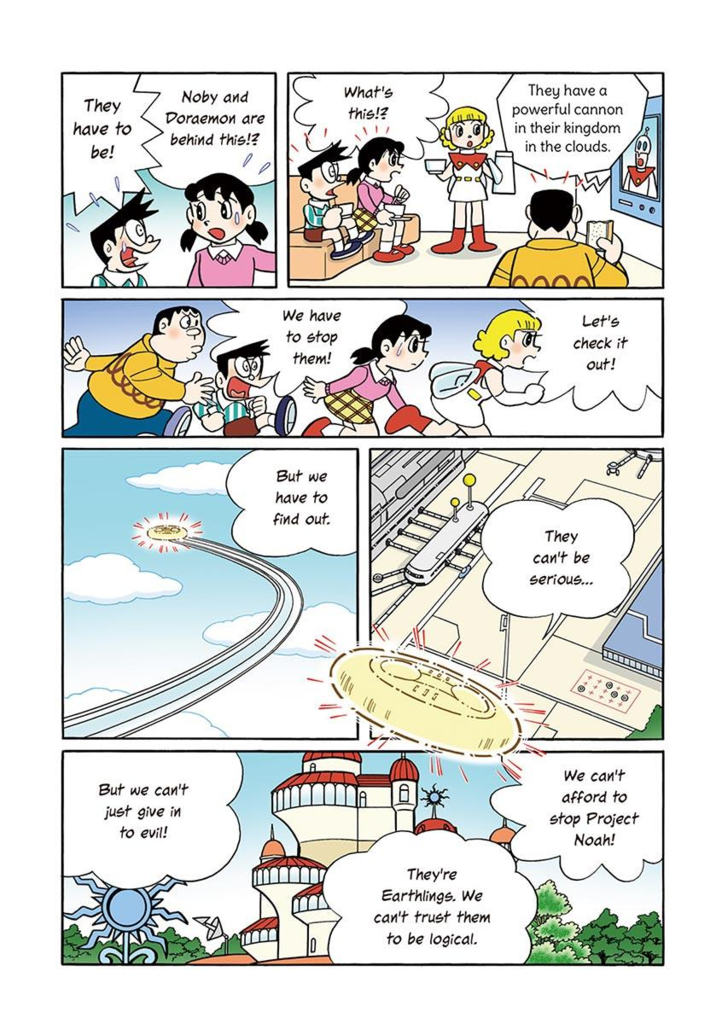 They
have to
be!
Noby and
Doraemon are
behind this!?
What's
this!?
They have a
powerful cannon
in their kingdom
in the clouds.
We have
to stop
them!
Let's
check it
out!
But we
have to
find out.
They
can't be
serious...
But we can't
just give in
to evil!
They're
Earthlings. We
can't trust them
to be logical.
We can't
afford to
stop Project
Noah!